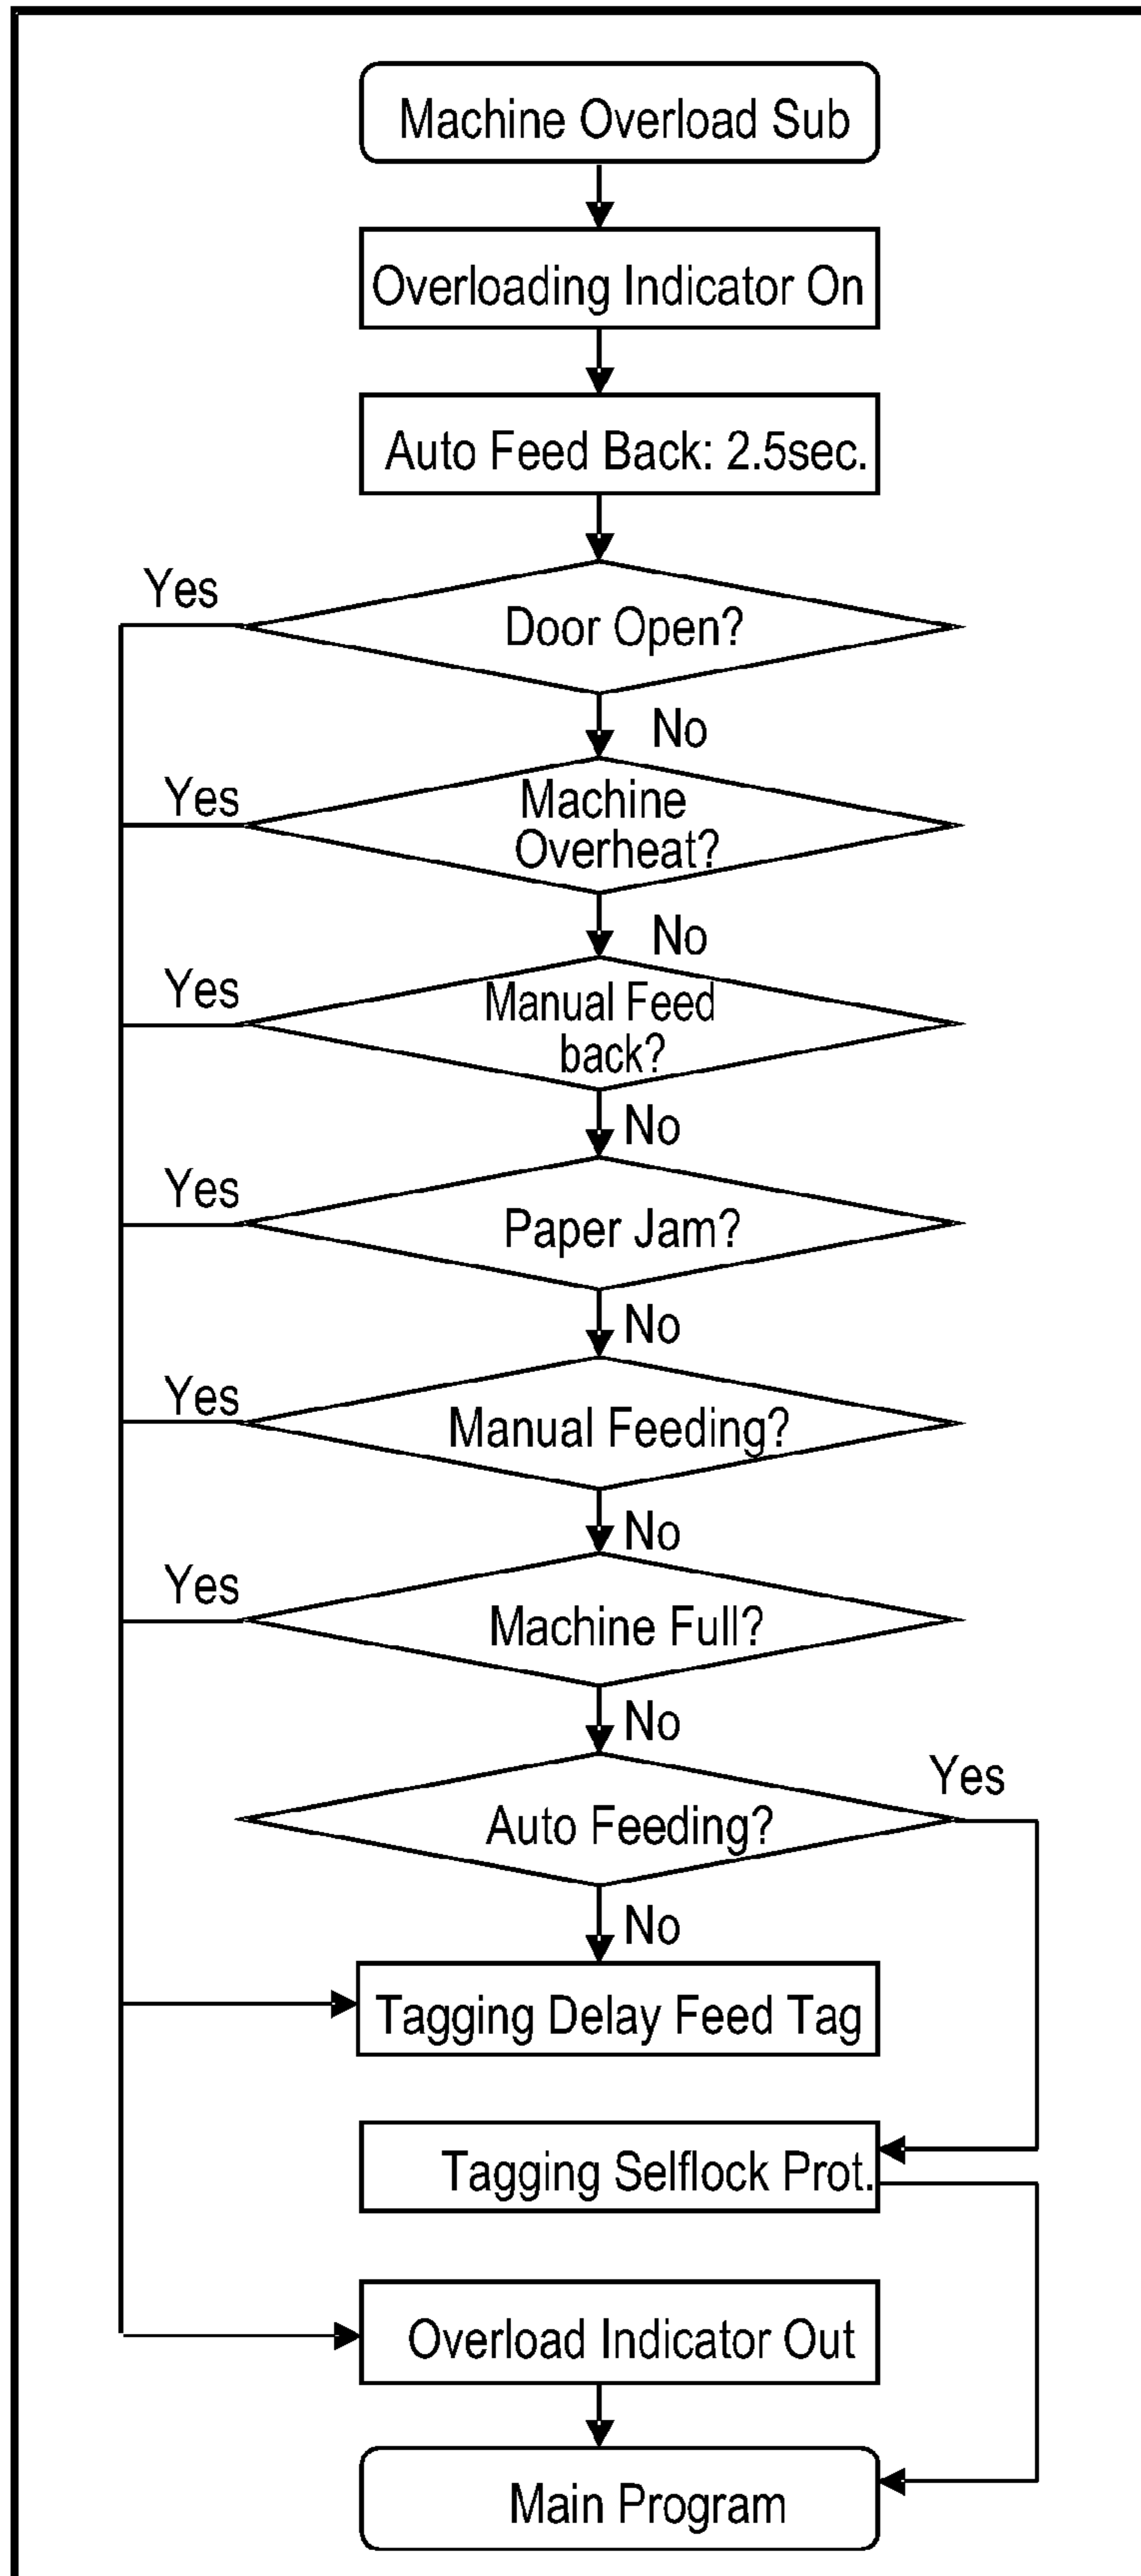 Machine Overload Sub
Overloading Indicator On
Auto Feed Back: 2.5sec.
Yes
Door Open?
No
Yes
Machine
Overheat?
No
Yes
Manual Feed
back?
No
Yes
Paper Jam?
No
Yes
Manual Feeding?
No
Yes
Machine Full?
No
Yes
Auto Feeding?
No
Tagging Delay Feed Tag
Tagging Selflock Prot.
Overload Indicator Out
Main Program